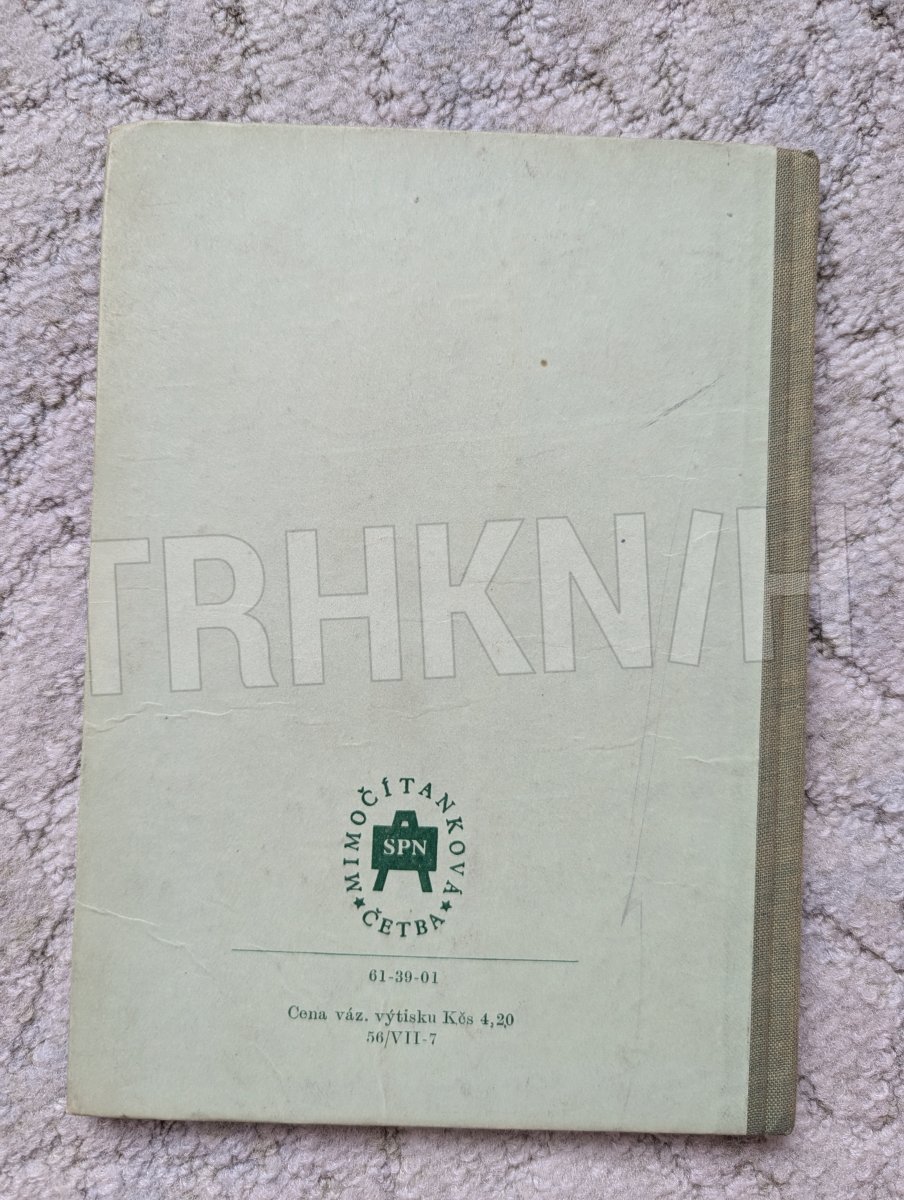 TRHKNIH
MIMOČÍTANKOVÁ
SPN
★ ČETBA ★
61-39-01
Cena váz. výtisku Kčs 4,20
56/VII-7